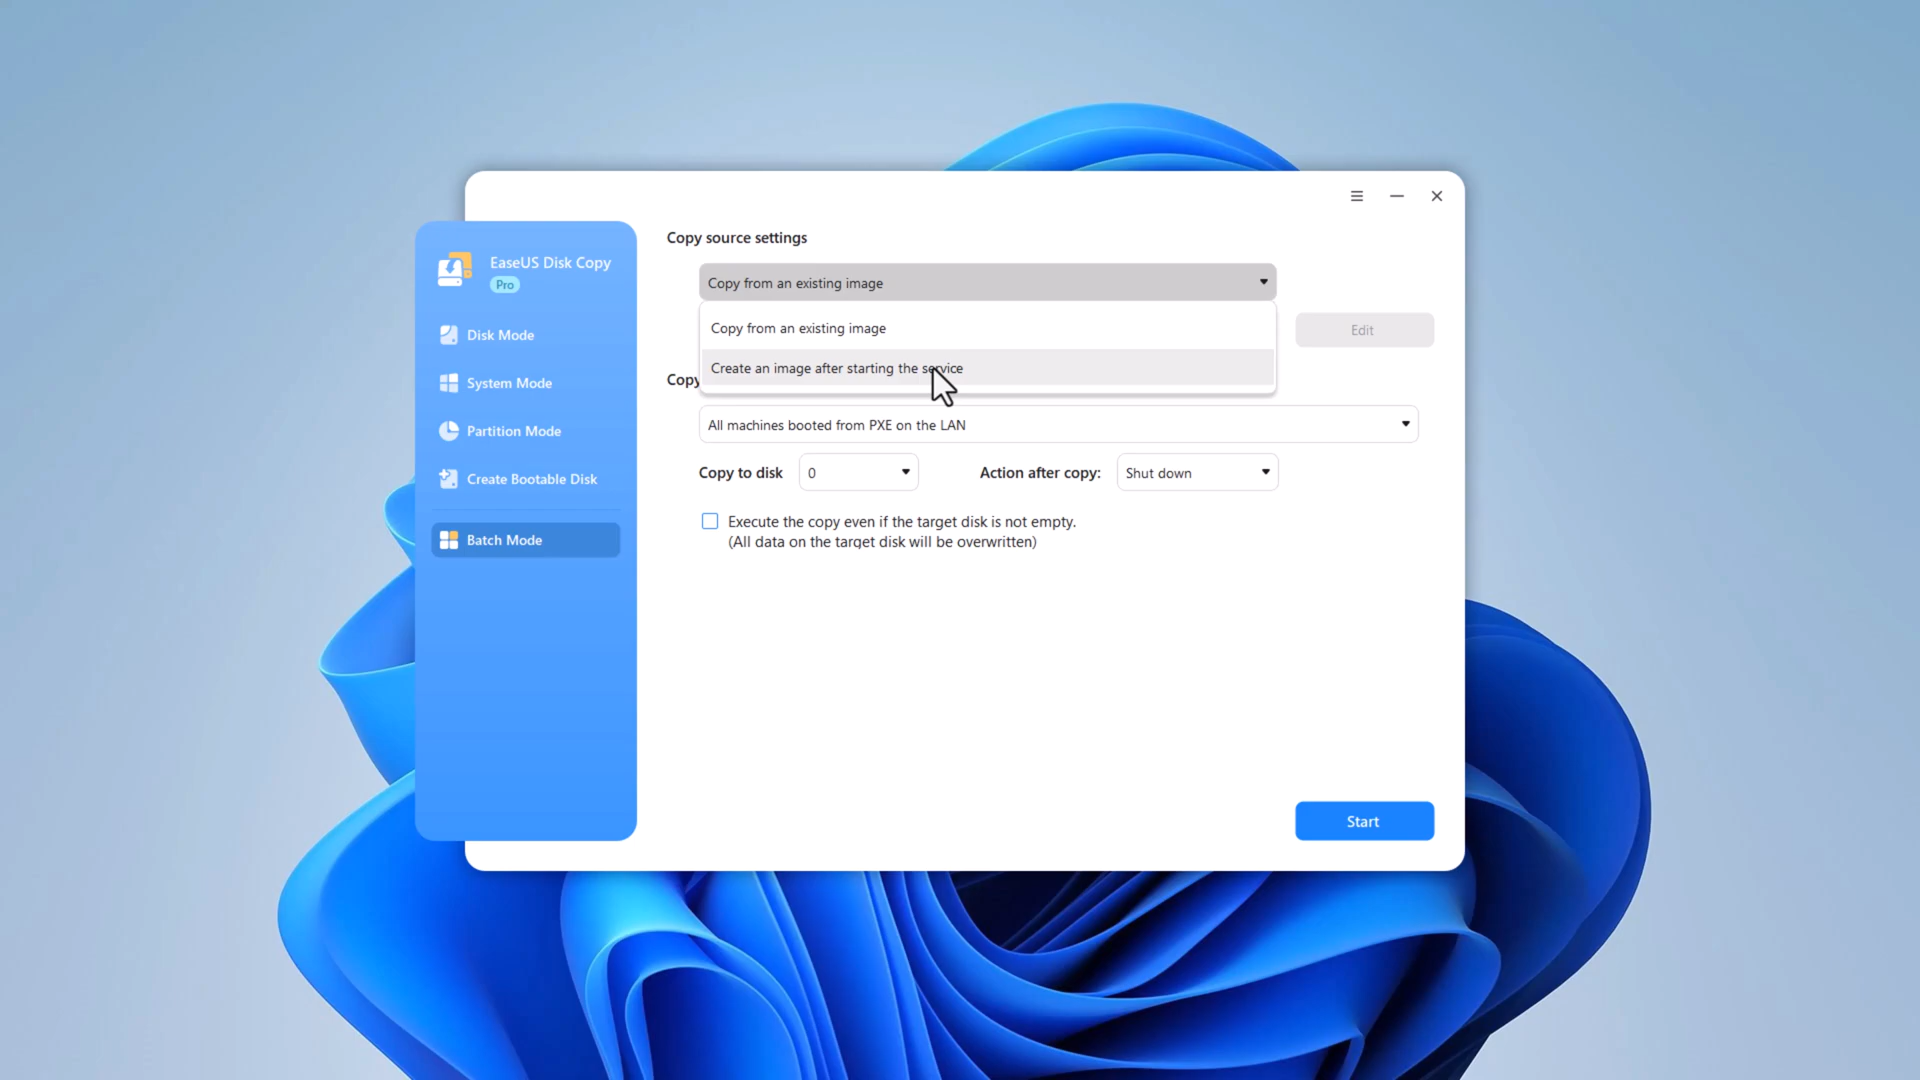 EaseUS Disk Copy
Pro
Disk Mode
System Mode
Partition Mode
Create Bootable Disk
Batch Mode
Copy source settings
Copy from an existing image
Copy from an existing image
Create an image after starting the service
Edit
Copy
All machines booted from PXE on the LAN
Copy to disk 0 Action after copy: Shut down
Execute the copy even if the target disk is not empty.
(All data on the target disk will be overwritten)
Start